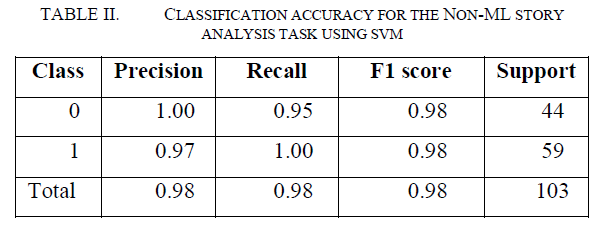 TABLE II. CLASSIFICATION ACCURACY FOR THE NON-ML STORY
ANALYSIS TASK USING SVM
Class Precision Recall F1 score Support
0 1.00 0.95 0.98 44
1 0.97 1.00 0.98 59
Total 0.98 0.98 0.98 103